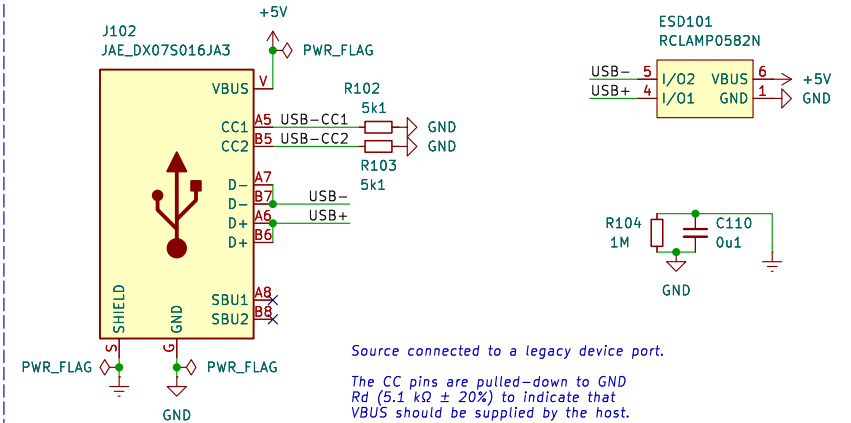 +5V
J102
JAE_DX07S016JA3
PWR_FLAG
VBUS V
R102
5k1
CC1 A5 USB-CC1 GND
CC2 B5 USB-CC2 GND
R103
5k1
D- A7
D- B7 USB-
D+ A6 USB+
D+ B6
SBU1 A8
SBU2 B8
SHIELD
GND
S
G
PWR_FLAG
PWR_FLAG
GND
ESD101
RCLAMP0582N
USB- 5 I/O2 VBUS 6 +5V
USB+ 4 I/O1 GND 1 GND
R104
1M
C110
0u1
GND
Source connected to a legacy device port.
The CC pins are pulled-down to GND
Rd (5.1 kΩ ± 20%) to indicate that
VBUS should be supplied by the host.